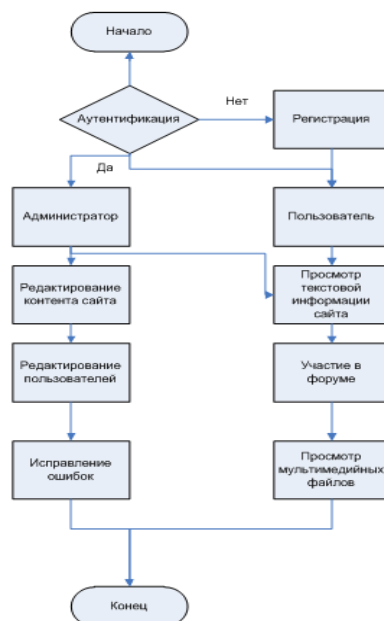 Начало
Аутентификация
Нет
Регистрация
Да
Администратор
Пользователь
Редактирование
контента сайта
Просмотр
текстовой
информации
сайта
Редактирование
пользователей
Участие в
форуме
Исправление
ошибок
Просмотр
мультимедийных
файлов
Конец